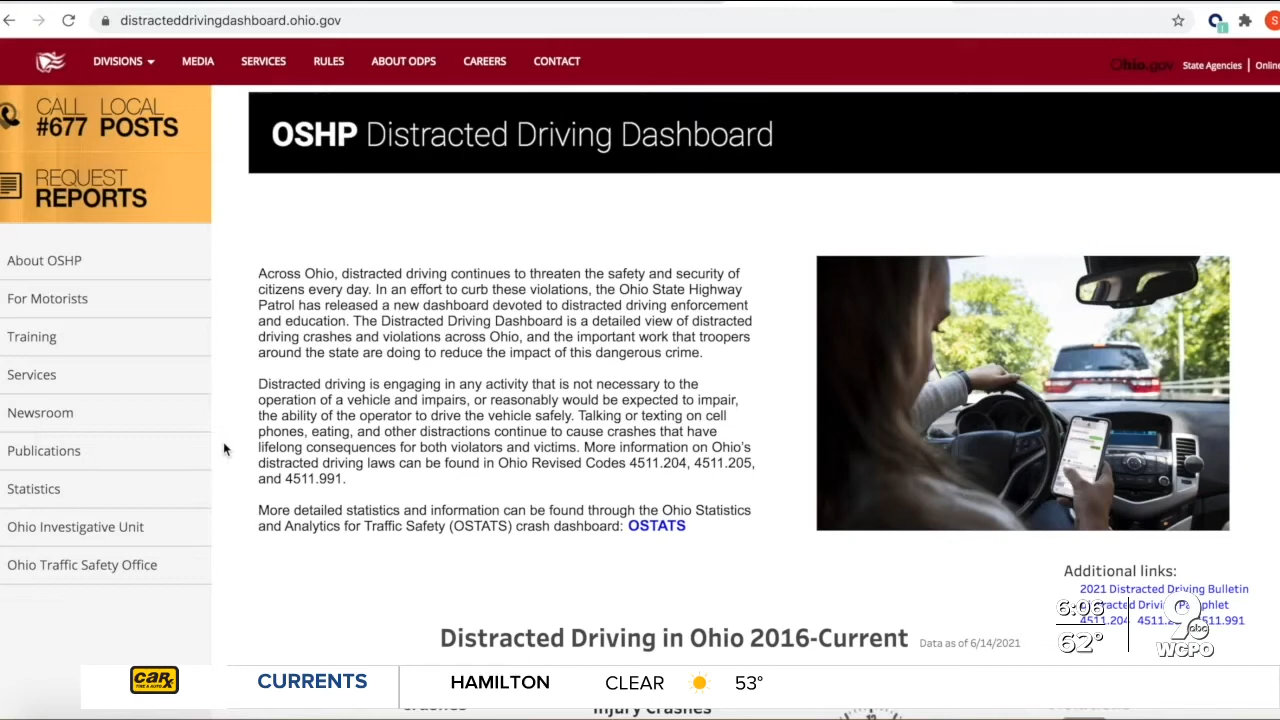 distracteddrivingdashboard.ohio.gov
S
DIVISIONS
MEDIA
SERVICES
RULES
ABOUT ODPS
CAREERS
CONTACT
Ohio.gov
State Agencies
Online
CALL
#677
LOCAL
POSTS
REQUEST
REPORTS
OSHP Distracted Driving Dashboard
About OSHP
For Motorists
Training
Services
Newsroom
Publications
Statistics
Ohio Investigative Unit
Ohio Traffic Safety Office
Across Ohio, distracted driving continues to threaten the safety and security of
citizens every day. In an effort to curb these violations, the Ohio State Highway
Patrol has released a new dashboard devoted to distracted driving enforcement
and education. The Distracted Driving Dashboard is a detailed view of distracted
driving crashes and violations across Ohio, and the important work that troopers
around the state are doing to reduce the impact of this dangerous crime.
Distracted driving is engaging in any activity that is not necessary to the
operation of a vehicle and impairs, or reasonably would be expected to impair,
the ability of the operator to drive the vehicle safely. Talking or texting on cell
phones, eating, and other distractions continue to cause crashes that have
lifelong consequences for both violators and victims. More information on Ohio's
distracted driving laws can be found in Ohio Revised Codes 4511.204, 4511.205,
and 4511.991.
More detailed statistics and information can be found through the Ohio Statistics
and Analytics for Traffic Safety (OSTATS) crash dashboard: OSTATS
Additional links:
2021 Distracted Driving Bulletin
4511.204
Distracted Driving in Ohio 2016-Current
Data as of 6/14/2021
6:06
62°
9
abc
WCPO
CAR-X
TIRE & AUTO
CURRENTS
HAMILTON
CLEAR
53°
Injury Crashes